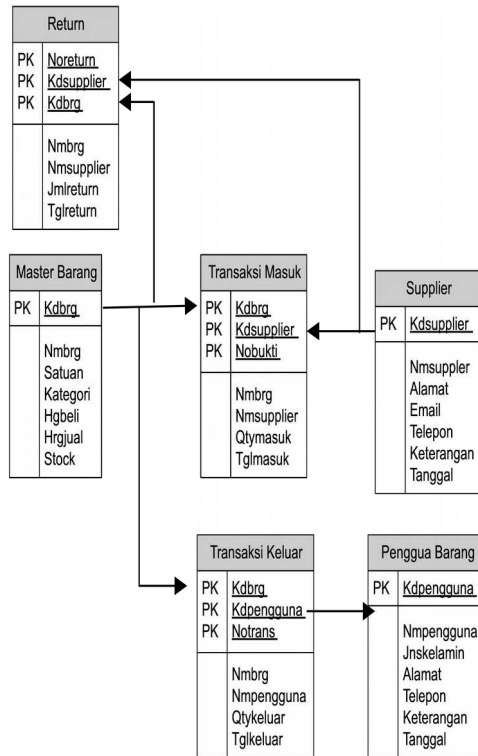 Return
PK Noreturn
PK Kdsupplier
PK Kdbrg
Nmbrg
Nmsupplier
Jmlreturn
Tglreturn
Master Barang
PK Kdbrg
Nmbrg
Satuan
Kategori
Hgbeli
Hrgjual
Stock
Transaksi Masuk
PK Kdbrg
PK Kdsupplier
PK Nobukti
Nmbrg
Nmsupplier
Qtymasuk
Tglmasuk
Supplier
PK Kdsupplier
Nmsuppler
Alamat
Email
Telepon
Keterangan
Tanggal
Transaksi Keluar
PK Kdbrg
PK Kdpengguna
PK Notrans
Nmbrg
Nmpengguna
Qtykeluar
Tglkeluar
Penggua Barang
PK Kdpengguna
Nmpengguna
Jnskelamin
Alamat
Telepon
Keterangan
Tanggal